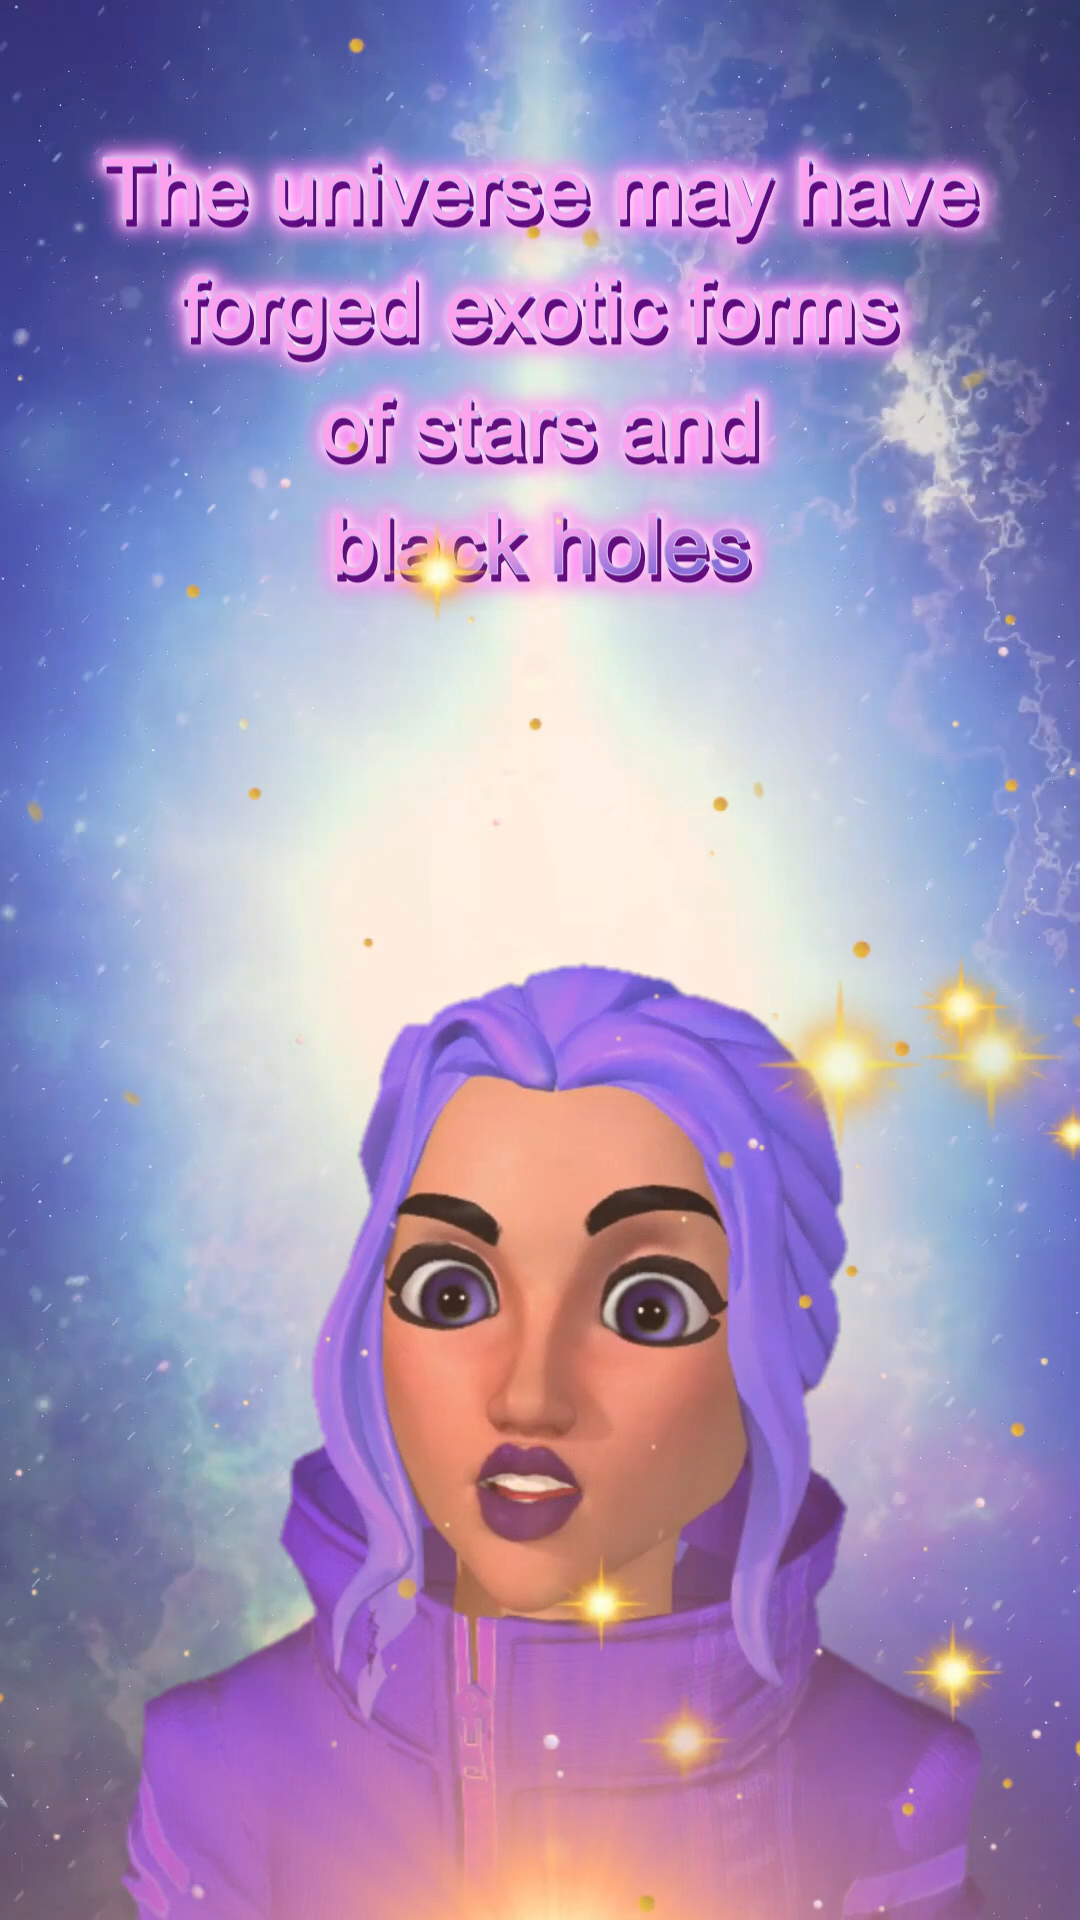 The universe may have
forged exotic forms
of stars and
black holes